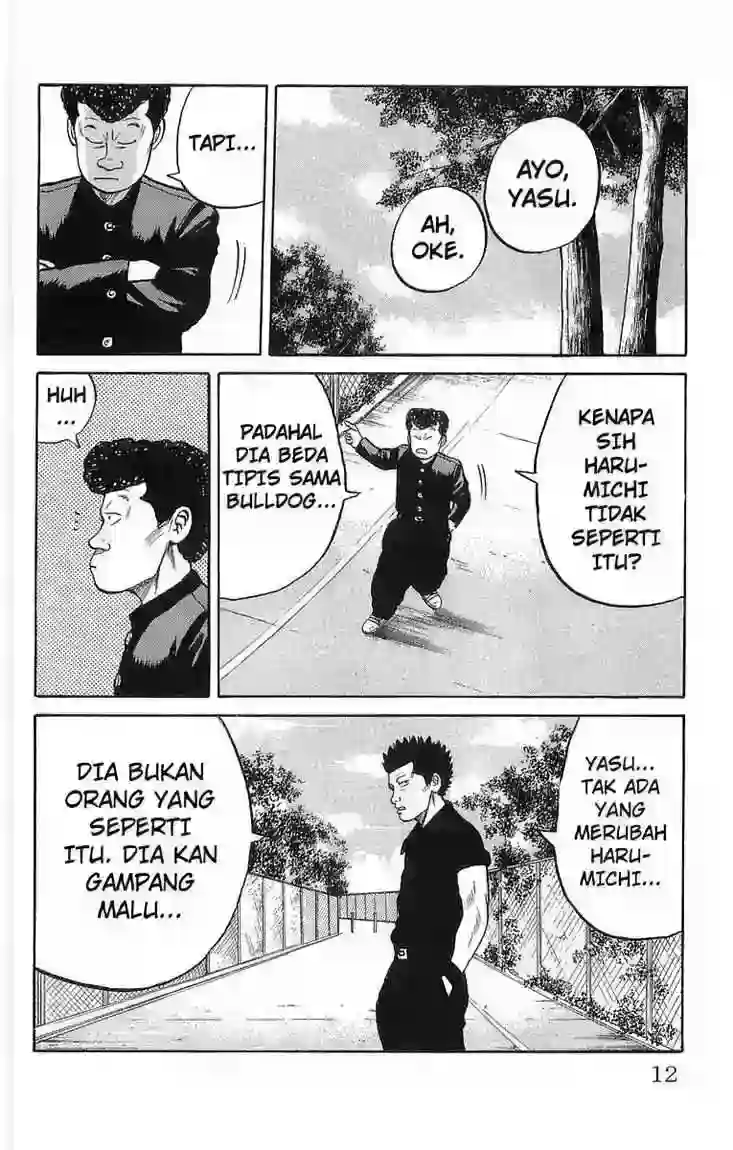 AYO,
YASU.
AH,
OKE.
TAPI...
KENAPA
SIH
HARU-
MICHI
TIDAK
SEPERTI
ITU?
PADAHAL
DIA BEDA
TIPIS SAMA
BULLDOG...
HUH
...
YASU...
TAK ADA
YANG
MERUBAH
HARU-
MICHI...
DIA BUKAN
ORANG YANG
SEPERTI
ITU. DIA KAN
GAMPANG
MALU...
12